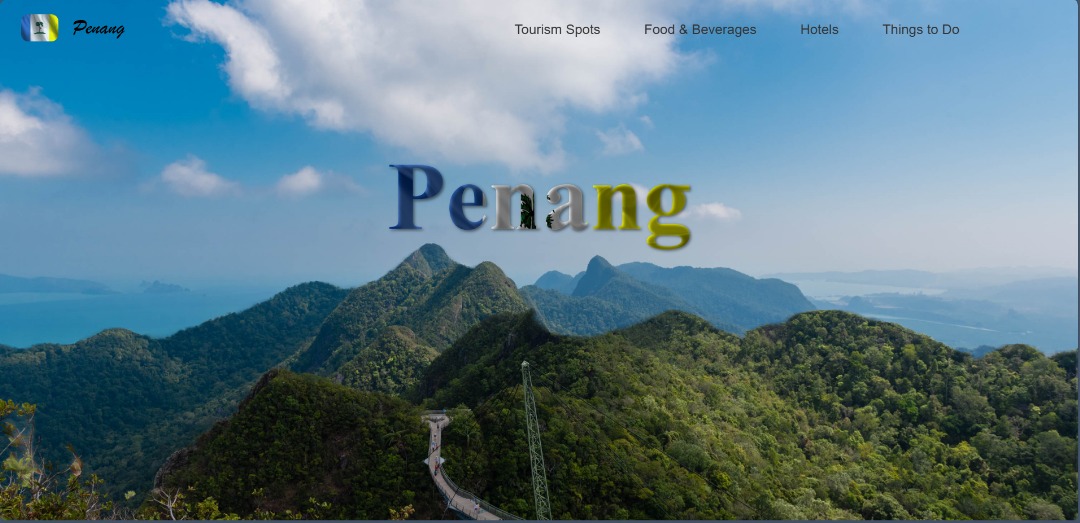 Penang
Tourism Spots
Food & Beverages
Hotels
Things to Do
Penang